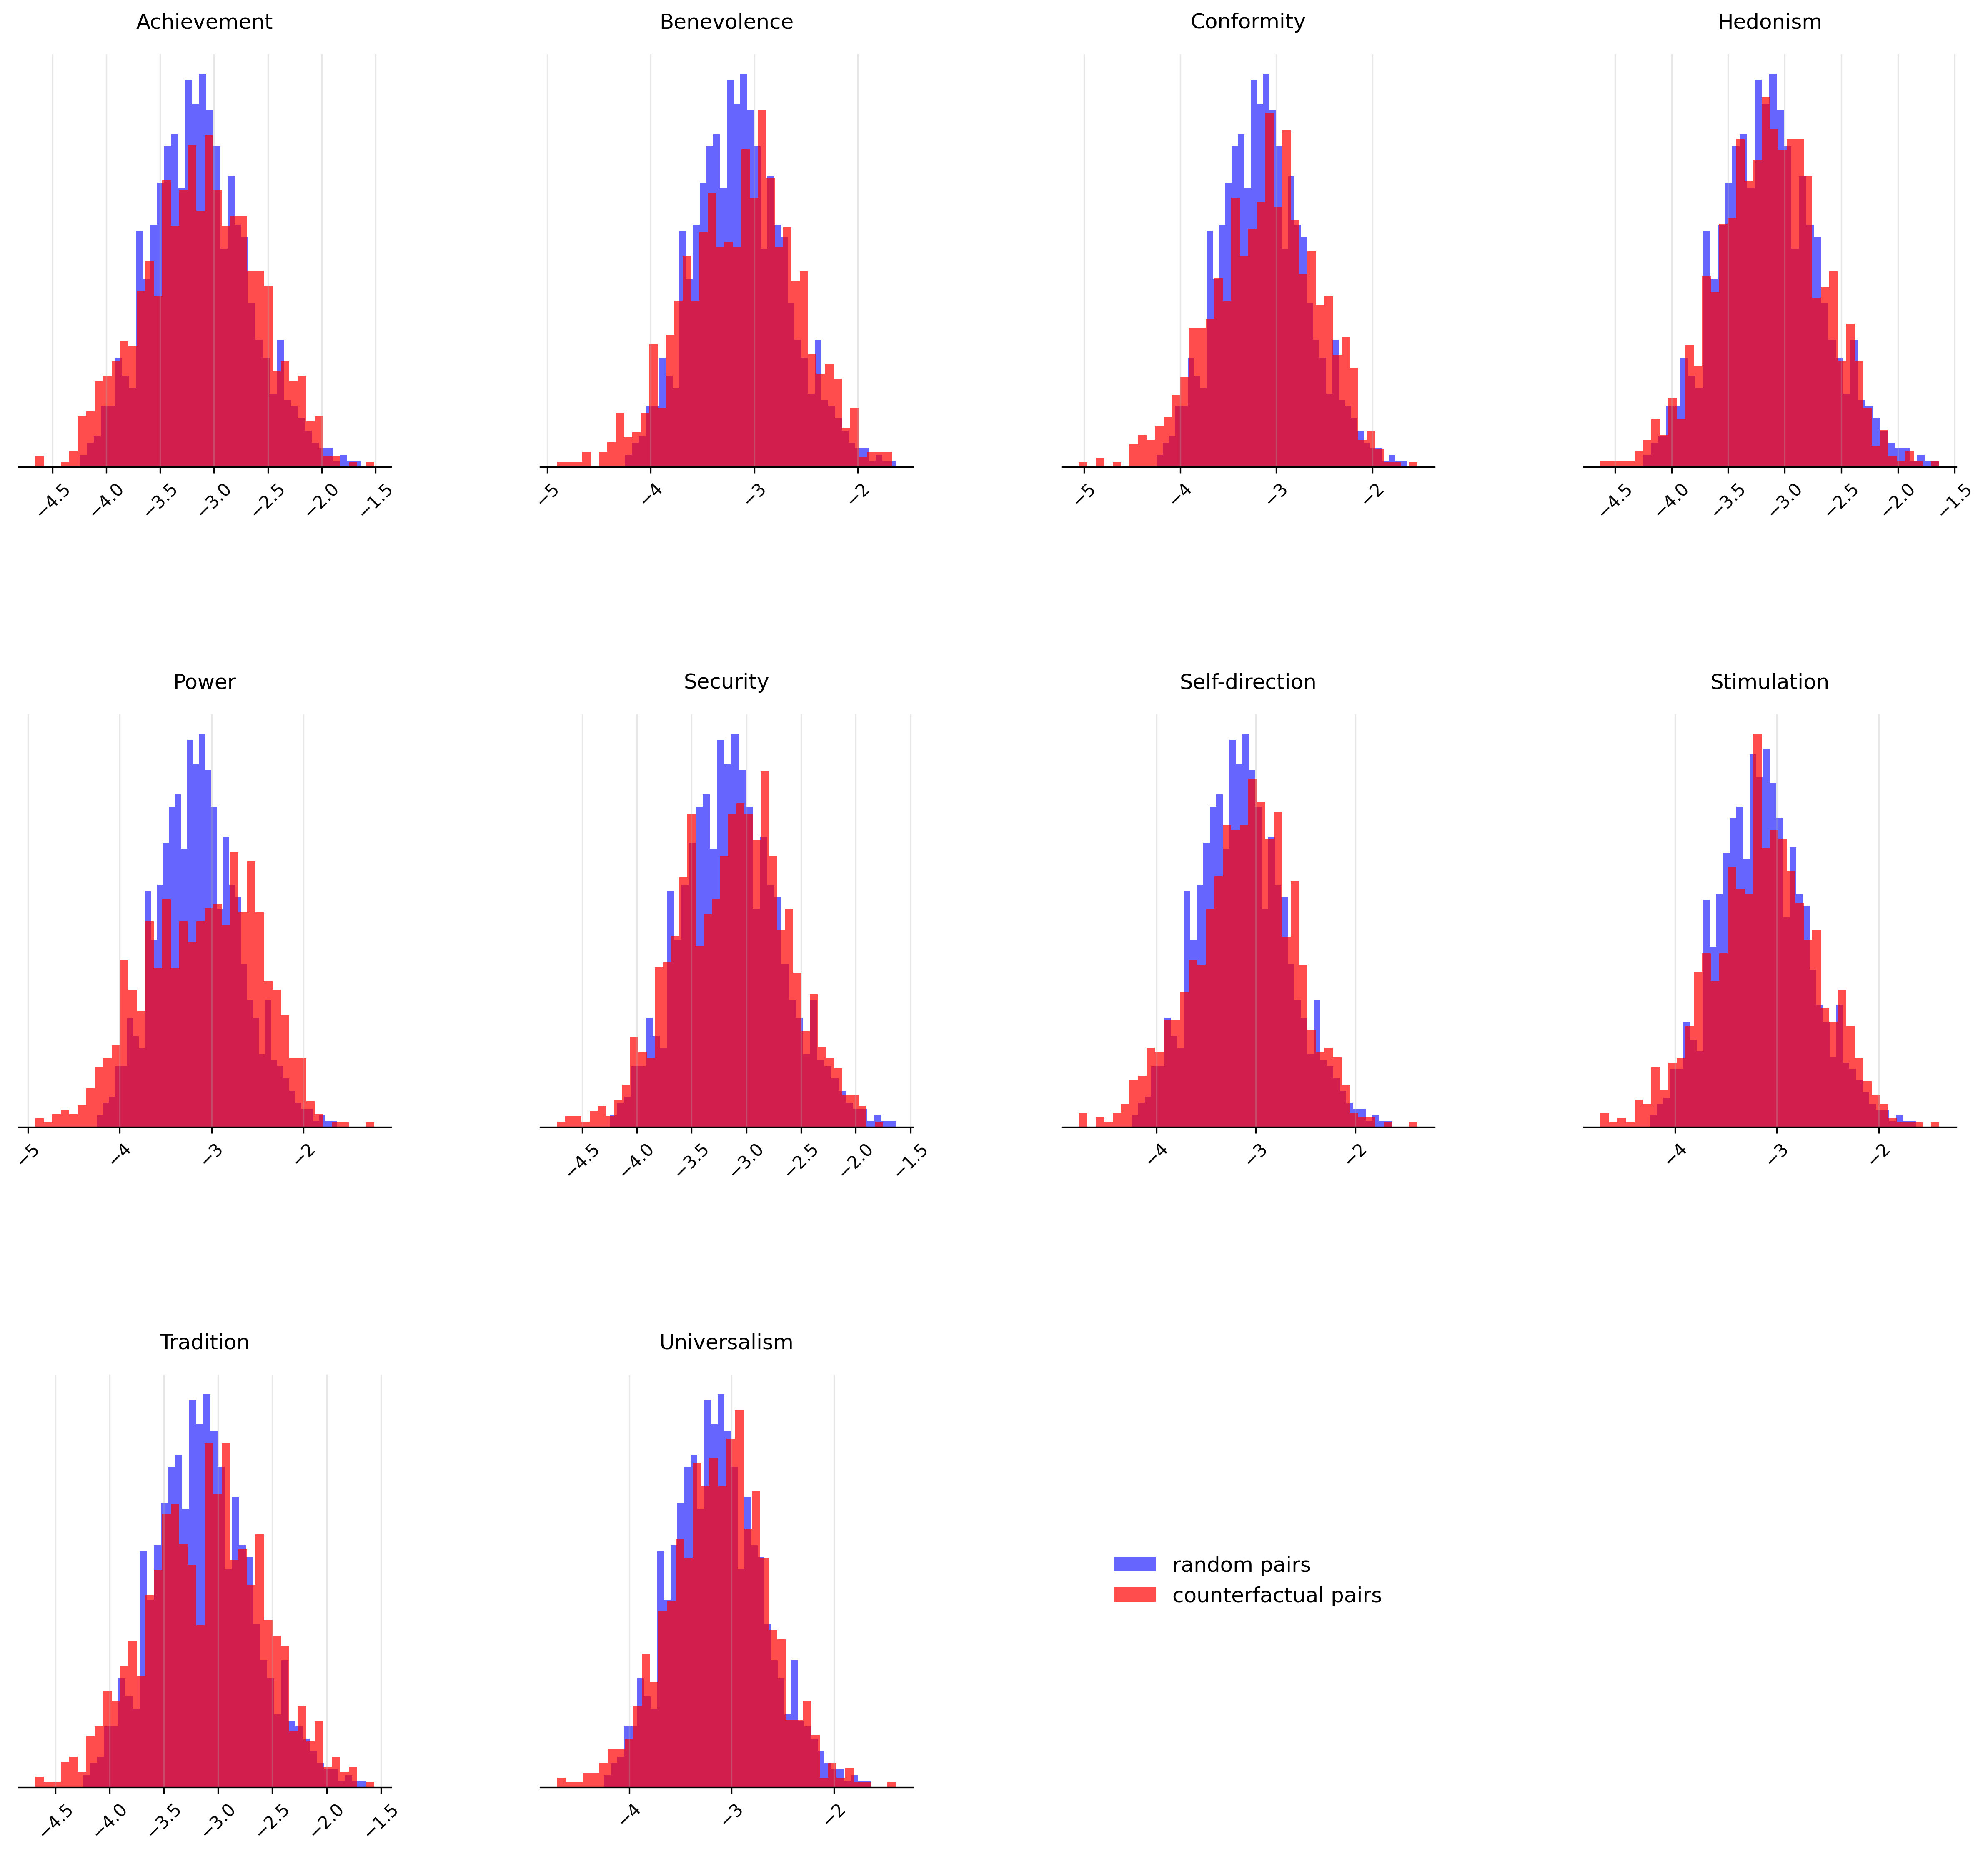 Achievement
Benevolence
Conformity
Hedonism
−4.5 −4.0 −3.5 −3.0 −2.5 −2.0 −1.5
−5 −4 −3 −2
−5 −4 −3 −2
−4.5 −4.0 −3.5 −3.0 −2.5 −2.0 −1.5
Power
Security
Self-direction
Stimulation
−5 −4 −3 −2
−4.5 −4.0 −3.5 −3.0 −2.5 −2.0 −1.5
−4 −3 −2
−4 −3 −2
Tradition
Universalism
random pairs
counterfactual pairs
−4.5 −4.0 −3.5 −3.0 −2.5 −2.0 −1.5
−4 −3 −2